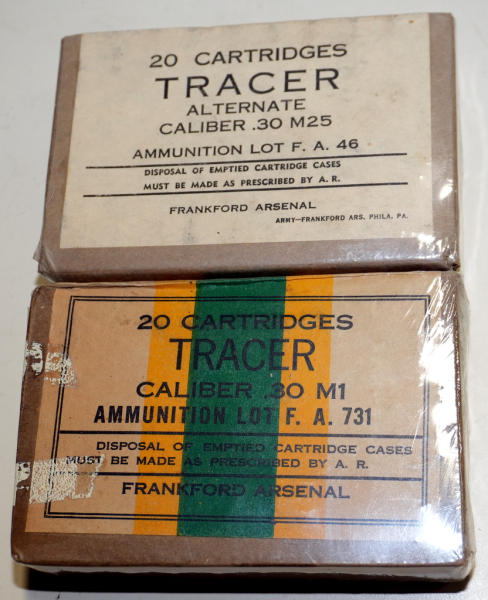 20 CARTRIDGES
TRACER
ALTERNATE
CALIBER .30 M25
AMMUNITION LOT F. A. 46
DISPOSAL OF EMPTIED CARTRIDGE CASES
MUST BE MADE AS PRESCRIBED BY A. R.
FRANKFORD ARSENAL
ARMY—FRANKFORD ARS. PHILA. PA.
20 CARTRIDGES
TRACER
CALIBER .30 M1
AMMUNITION LOT F. A. 731
DISPOSAL OF EMPTIED CARTRIDGE CASES
MUST BE MADE AS PRESCRIBED BY A. R.
FRANKFORD ARSENAL